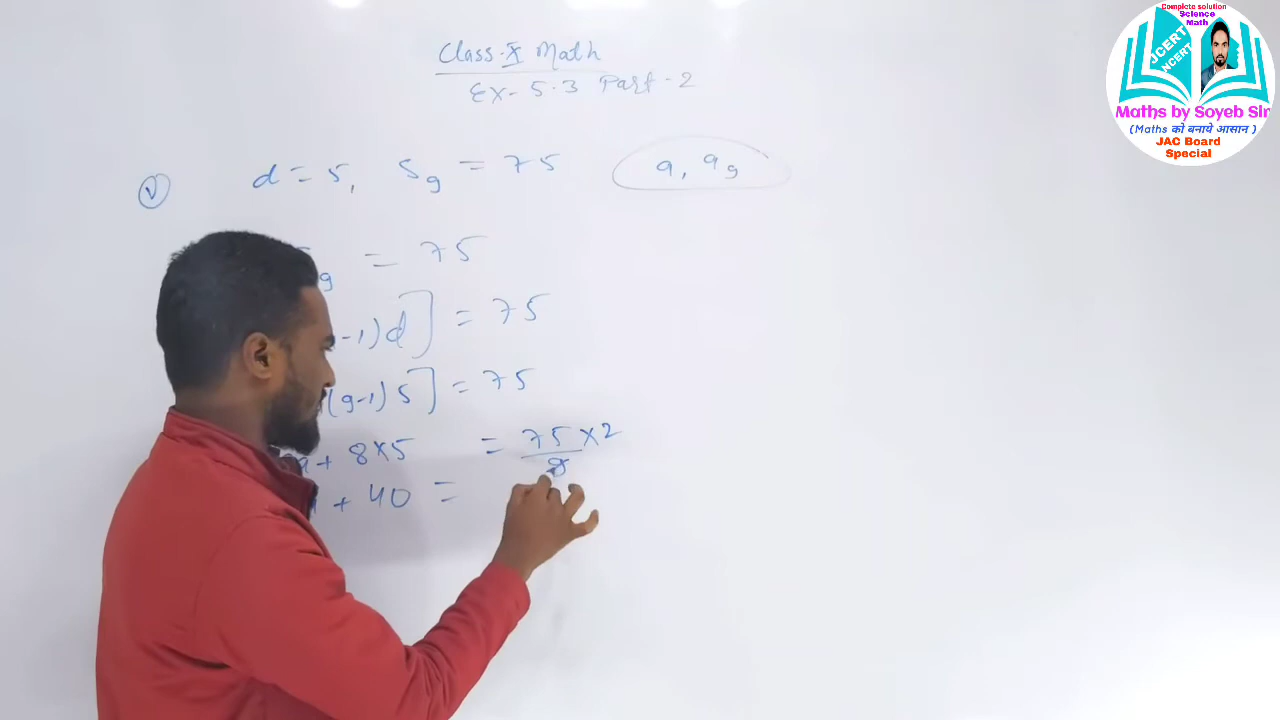 Complete solution
Science
Math
JCERT
NCERT
Maths by Soyeb Sir
(Maths को बनाये आसान )
JAC Board
Special
Class-X Math
Ex- 5.3 Part-2
(v) d = 5, S9 = 75 a, a9
9 = 75
-1)d] = 75
(9-1) 5] = 75
a + 8×5 = 75×2
9
+ 40 =